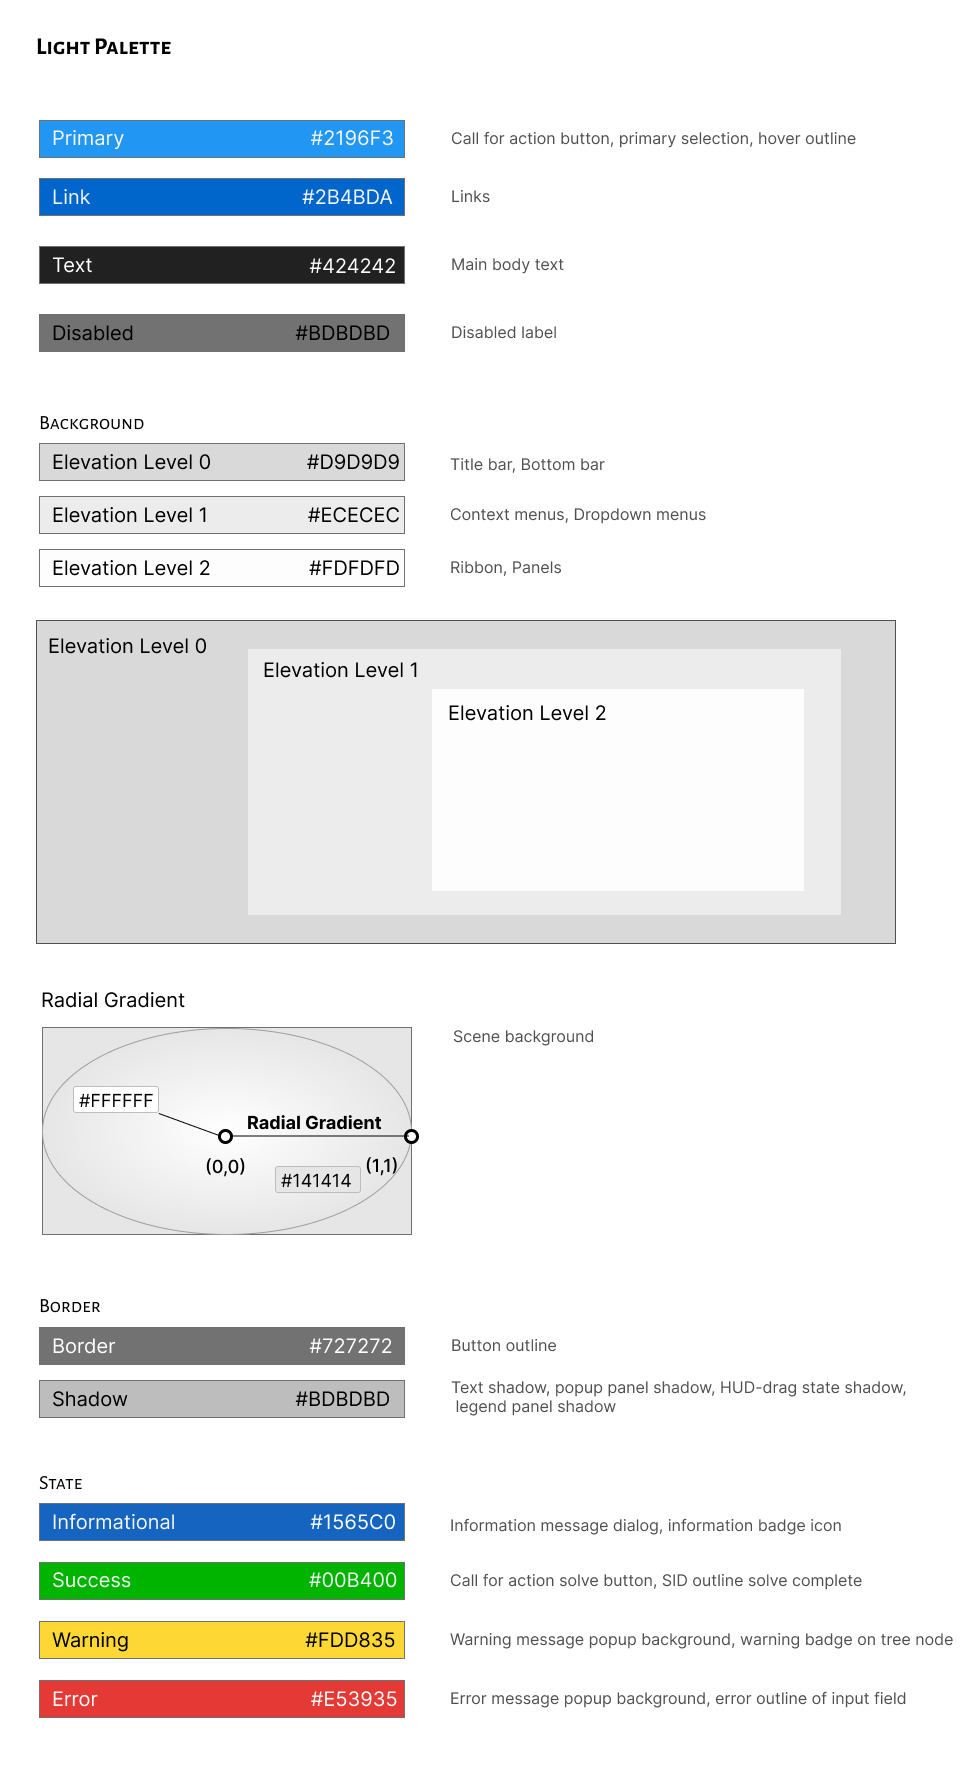 Light Palette
Primary #2196F3 Call for action button, primary selection, hover outline
Link #2B4BDA Links
Text #424242 Main body text
Disabled #BDBDBD Disabled label
Background
Elevation Level 0 #D9D9D9 Title bar, Bottom bar
Elevation Level 1 #ECECEC Context menus, Dropdown menus
Elevation Level 2 #FDFDFD Ribbon, Panels
Elevation Level 0
Elevation Level 1
Elevation Level 2
Radial Gradient
Scene background
#FFFFFF
Radial Gradient
(0,0)
(1,1)
#141414
Border
Border #727272 Button outline
Shadow #BDBDBD Text shadow, popup panel shadow, HUD-drag state shadow,
legend panel shadow
State
Informational #1565C0 Information message dialog, information badge icon
Success #00B400 Call for action solve button, SID outline solve complete
Warning #FDD835 Warning message popup background, warning badge on tree node
Error #E53935 Error message popup background, error outline of input field